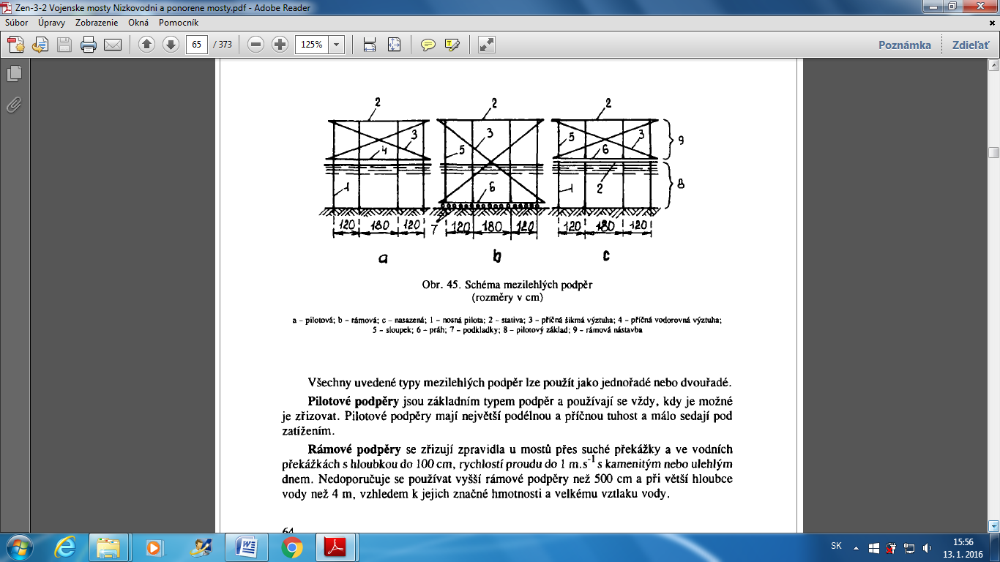 Zen-3-2 Vojenske mosty Nizkovodni a ponorene mosty.pdf - Adobe Reader
Súbor Úpravy Zobrazenie Okná Pomocník
65 / 373 125% Poznámka Zdieľať
2 2 2
3 5 3 5 3 9
4 6
1 6 1 2 8
120 180 120 7 120 180 120 120 180 120
a b c
Obr. 45. Schéma mezilehlých podpěr
(rozměry v cm)
a – pilotová; b – rámová; c – nasazená; 1 – nosná pilota; 2 – stativa; 3 – příčná šikmá výztuha; 4 – příčná vodorovná výztuha;
5 – sloupek; 6 – práh; 7 – podkladky; 8 – pilotový základ; 9 – rámová nástavba
Všechny uvedené typy mezilehlých podpěr lze použít jako jednořadé nebo dvouřadé.
Pilotové podpěry jsou základním typem podpěr a používají se vždy, kdy je možné
je zřizovat. Pilotové podpěry mají největší podélnou a příčnou tuhost a málo sedají pod
zatížením.
Rámové podpěry se zřizují zpravidla u mostů přes suché překážky a ve vodních
překážkách s hloubkou do 100 cm, rychlostí proudu do 1 m.s⁻¹ s kamenitým nebo ulehlým
dnem. Nedoporučuje se používat vyšší rámové podpěry než 500 cm a při větší hloubce
vody než 4 m, vzhledem k jejich značné hmotnosti a velkému vztlaku vody.
64
SK 15:56
13. 1. 2016